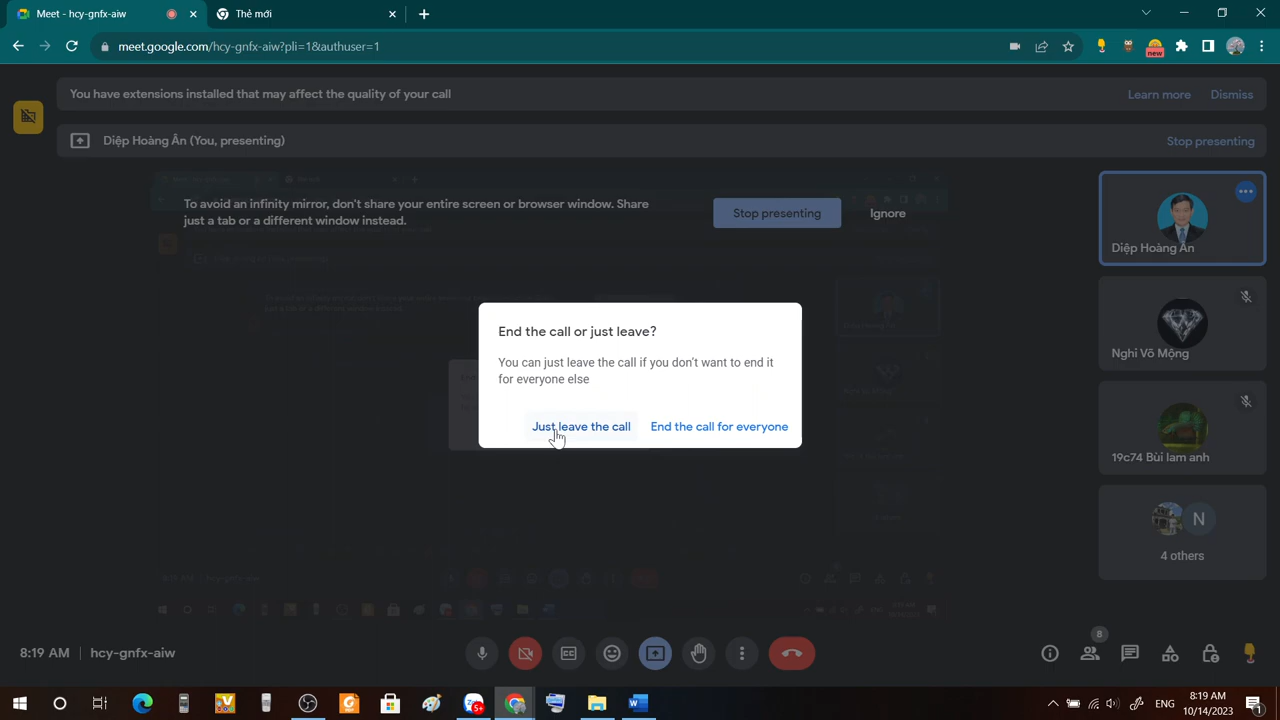 Meet - hcy-gnfx-aiw
Thẻ mới
meet.google.com/hcy-gnfx-aiw?pli=1&authuser=1
new
You have extensions installed that may affect the quality of your call
Learn more
Dismiss
Diệp Hoàng Ân (You, presenting)
Stop presenting
To avoid an infinity mirror, don't share your entire screen or browser window. Share
just a tab or a different window instead.
Stop presenting
Ignore
Diệp Hoàng Ân
End the call or just leave?
You can just leave the call if you don't want to end it
for everyone else
Just leave the call
End the call for everyone
Nghi Võ Mộng
19c74 Bùi lam anh
N
4 others
8:19 AM
hcy-gnfx-aiw
8
5+
ENG
8:19 AM
10/14/2023
1